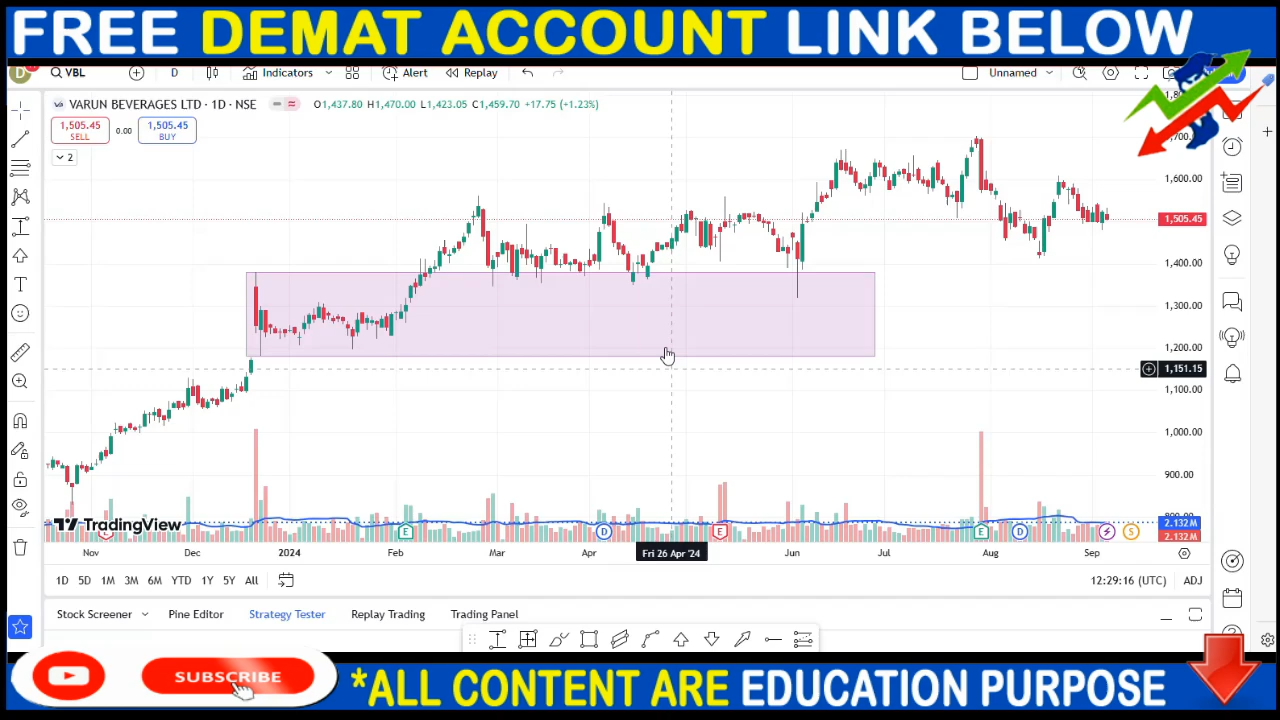 FREE DEMAT ACCOUNT LINK BELOW
D VBL D Indicators Alert Replay Unnamed
VARUN BEVERAGES LTD · 1D · NSE O1,437.80 H1,470.00 L1,423.05 C1,459.70 +17.75 (+1.23%)
1,505.45 SELL 0.00 1,505.45 BUY
2
1,600.00
1,505.45
1,400.00
1,300.00
1,200.00
1,151.15
1,100.00
1,000.00
900.00
TradingView
2.132M
2.132M
E E D E E D S
Nov Dec 2024 Feb Mar Apr Fri 26 Apr '24 Jun Jul Aug Sep
1D 5D 1M 3M 6M YTD 1Y 5Y All 12:29:16 (UTC) ADJ
Stock Screener Pine Editor Strategy Tester Replay Trading Trading Panel
SUBSCRIBE
*ALL CONTENT ARE EDUCATION PURPOSE